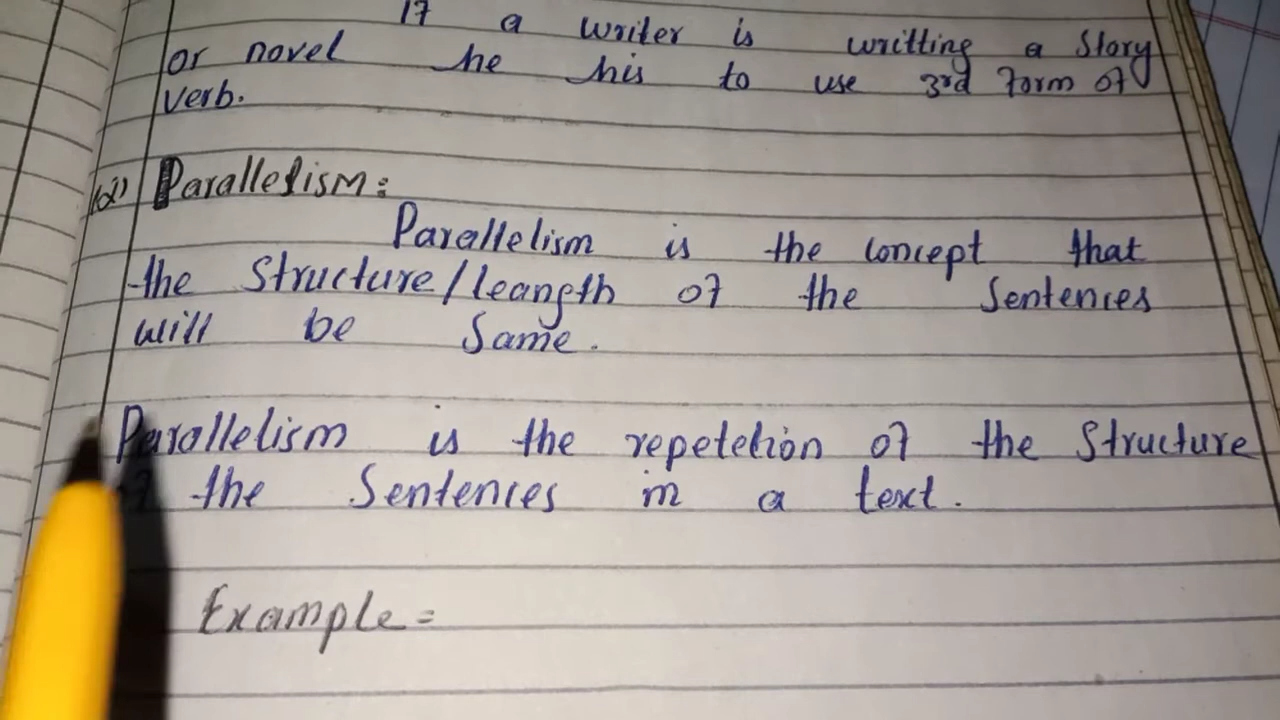 If a writer is writting a Story
or novel he his to use 3rd Form of
verb.
(d) Parallelism:
Parallelism is the concept that
the Structure/leangth of the Sentences
will be Same.
Parallelism is the repetetion of the Structure
the Sentences in a text.
Example=